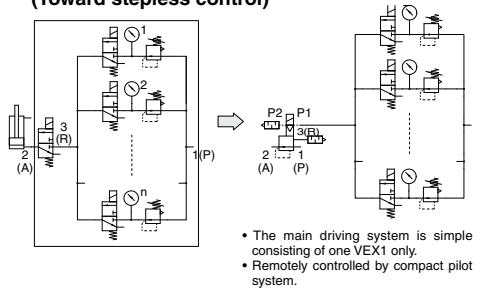 (Toward stepless control)
1
2
3
(R)
2
(A)
1(P)
n
P2 P1
3(R)
2 1
(A) (P)
• The main driving system is simple
consisting of one VEX1 only.
• Remotely controlled by compact pilot
system.